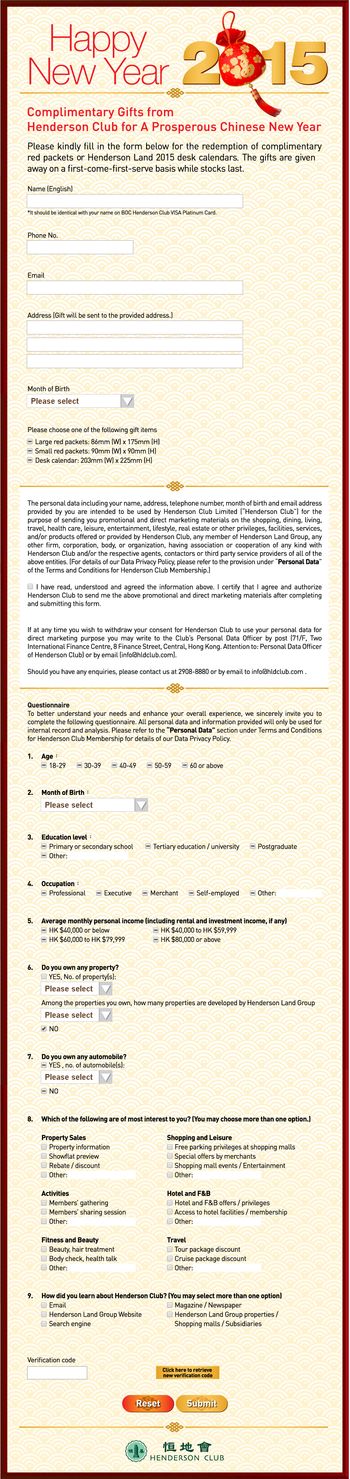 Happy
New Year 2015
Complimentary Gifts from
Henderson Club for A Prosperous Chinese New Year
Please kindly fill in the form below for the redemption of complimentary
red packets or Henderson Land 2015 desk calendars. The gifts are given
away on a first-come-first-serve basis while stocks last.
Name (English)
*It should be identical with your name on BOC Henderson Club VISA Platinum Card.
Phone No.
Email
Address (Gift will be sent to the provided address.)
Month of Birth
Please select
Please choose one of the following gift items
Large red packets: 86mm (W) x 175mm (H)
Small red packets: 90mm (W) x 90mm (H)
Desk calendar: 203mm (W) x 225mm (H)
The personal data including your name, address, telephone number, month of birth and email address
provided by you are intended to be used by Henderson Club Limited ("Henderson Club") for the
purpose of sending you promotional and direct marketing materials on the shopping, dining, living,
travel, health care, leisure, entertainment, lifestyle, real estate or other privileges, facilities, services,
and/or products offered or provided by Henderson Club, any member of Henderson Land Group, any
other firm, corporation, body, or organization, having association or cooperation of any kind with
Henderson Club and/or the respective agents, contactors or third party service providers of all of the
above entities. (For details of our Data Privacy Policy, please refer to the provision under "Personal Data"
of the Terms and Conditions for Henderson Club Membership.)
I have read, understood and agreed the information above. I certify that I agree and authorize
Henderson Club to send me the above promotional and direct marketing materials after completing
and submitting this form.
If at any time you wish to withdraw your consent for Henderson Club to use your personal data for
direct marketing purpose you may write to the Club's Personal Data Officer by post (71/F, Two
International Finance Centre, 8 Finance Street, Central, Hong Kong. Attention to: Personal Data Officer
of Henderson Club) or by email (info@hldclub.com).
Should you have any enquiries, please contact us at 2908-8880 or by email to info@hldclub.com .
Questionnaire
To better understand your needs and enhance your overall experience, we sincerely invite you to
complete the following questionnaire. All personal data and information provided will only be used for
internal record and analysis. Please refer to the "Personal Data" section under Terms and Conditions
for Henderson Club Membership for details of our Data Privacy Policy.
1. Age :
18-29 30-39 40-49 50-59 60 or above
2. Month of Birth :
Please select
3. Education level :
Primary or secondary school Tertiary education / university Postgraduate
Other:
4. Occupation :
Professional Executive Merchant Self-employed Other:
5. Average monthly personal income (including rental and investment income, if any)
HK $40,000 or below HK $40,000 to HK $59,999
HK $60,000 to HK $79,999 HK $80,000 or above
6. Do you own any property?
YES, No. of property(s):
Please select
Among the properties you own, how many properties are developed by Henderson Land Group
Please select
NO
7. Do you own any automobile?
YES , no. of automobile(s):
Please select
NO
8. Which of the following are of most interest to you? (You may choose more than one option.)
Property Sales Shopping and Leisure
Property information Free parking privileges at shopping malls
Showflat preview Special offers by merchants
Rebate / discount Shopping mall events / Entertainment
Other: Other:
Activities Hotel and F&B
Members' gathering Hotel and F&B offers / privileges
Members' sharing session Access to hotel facilities / membership
Other: Other:
Fitness and Beauty Travel
Beauty, hair treatment Tour package discount
Body check, health talk Cruise package discount
Other: Other:
9. How did you learn about Henderson Club? (You may select more than one option)
Email Magazine / Newspaper
Henderson Land Group Website Henderson Land Group properties /
Search engine Shopping malls / Subsidiaries
Verification code
Click here to retrieve
new verification code
Reset Submit
恒地會
HENDERSON CLUB